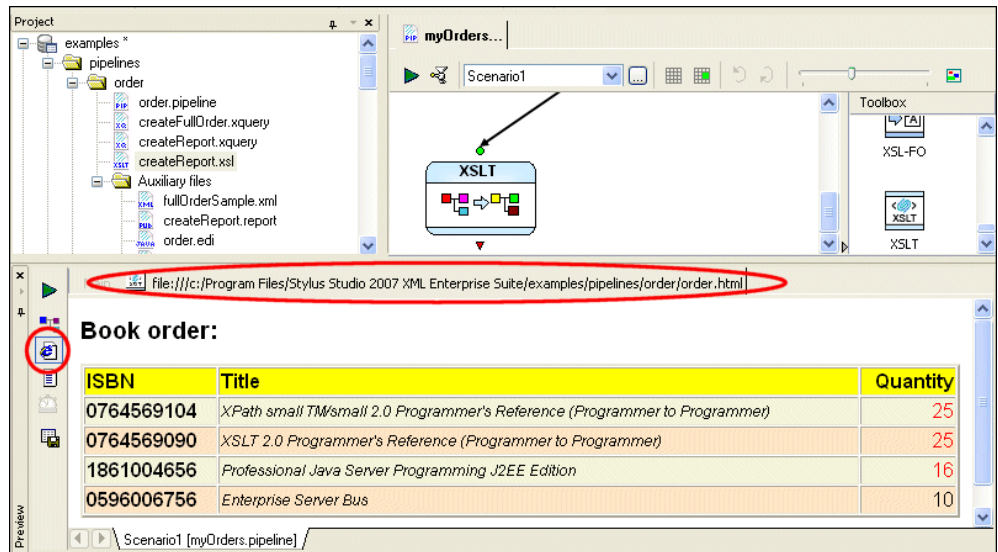 Project
examples *
pipelines
order
order.pipeline
createFullOrder.xquery
createReport.xquery
createReport.xsl
Auxiliary files
fullOrderSample.xml
createReport.report
order.edi
myOrders...
Scenario1
...
XSLT
Toolbox
XSL-FO
XSLT
XSLT
file:///c:/Program Files/Stylus Studio 2007 XML Enterprise Suite/examples/pipelines/order/order.html
Book order:
ISBN Title Quantity
0764569104 XPath small TM/small 2.0 Programmer's Reference (Programmer to Programmer) 25
0764569090 XSLT 2.0 Programmer's Reference (Programmer to Programmer) 25
1861004656 Professional Java Server Programming J2EE Edition 16
0596006756 Enterprise Server Bus 10
Preview
Scenario1 [myOrders.pipeline]